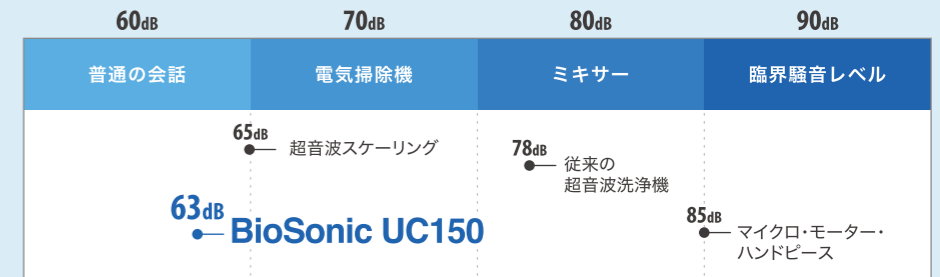 60dB 70dB 80dB 90dB
普通の会話 電気掃除機 ミキサー 臨界騒音レベル
65dB
超音波スケーリング
78dB
従来の
超音波洗浄機
63dB
BioSonic UC150
85dB
マイクロ・モーター・
ハンドピース